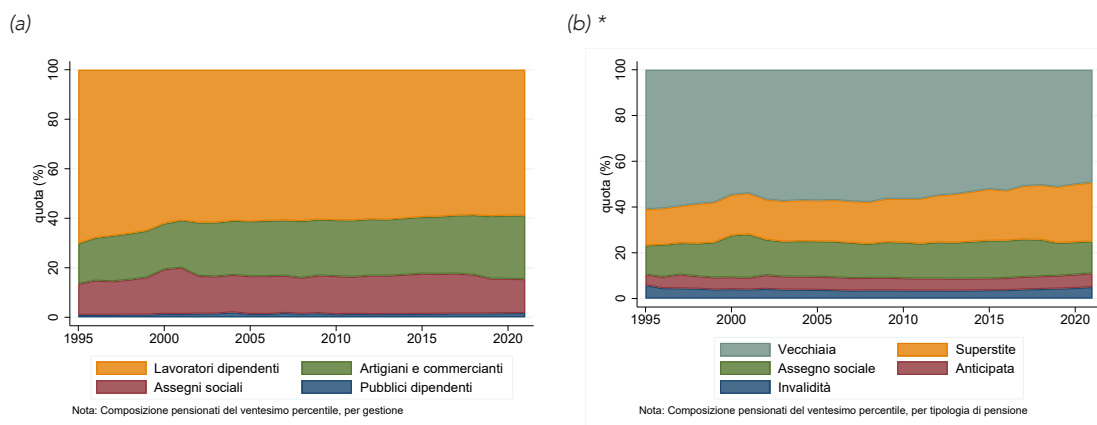 (a)
(b) *
100
80
60
40
20
0
quota (%)
1995
2000
2005
2010
2015
2020
Lavoratori dipendenti
Artigiani e commercianti
Assegni sociali
Pubblici dipendenti
Nota: Composizione pensionati del ventesimo percentile, per gestione
100
80
60
40
20
0
quota (%)
1995
2000
2005
2010
2015
2020
Vecchiaia
Superstite
Assegno sociale
Anticipata
Invalidità
Nota: Composizione pensionati del ventesimo percentile, per tipologia di pensione